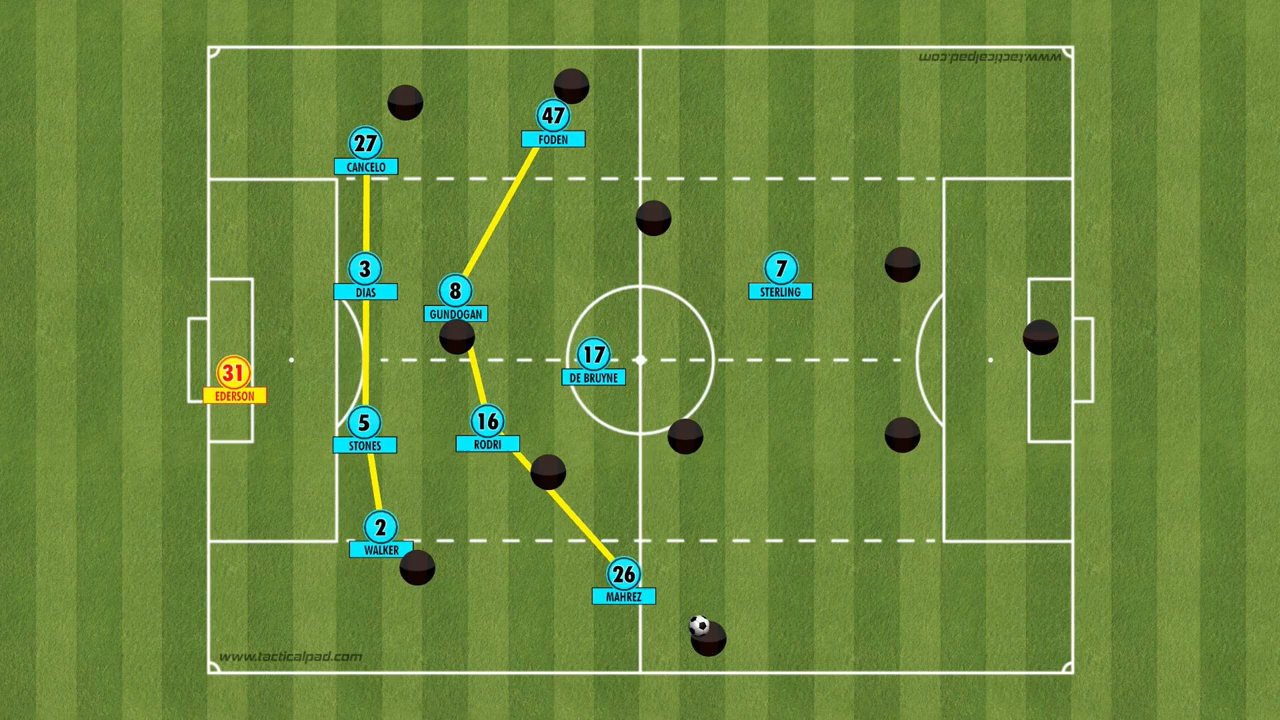 www.tacticalpad.com
47
FODEN
27
CANCELO
3
DIAS
7
STERLING
8
GUNDOGAN
17
DE BRUYNE
31
EDERSON
5
STONES
16
RODRI
2
WALKER
26
MAHREZ
www.tacticalpad.com